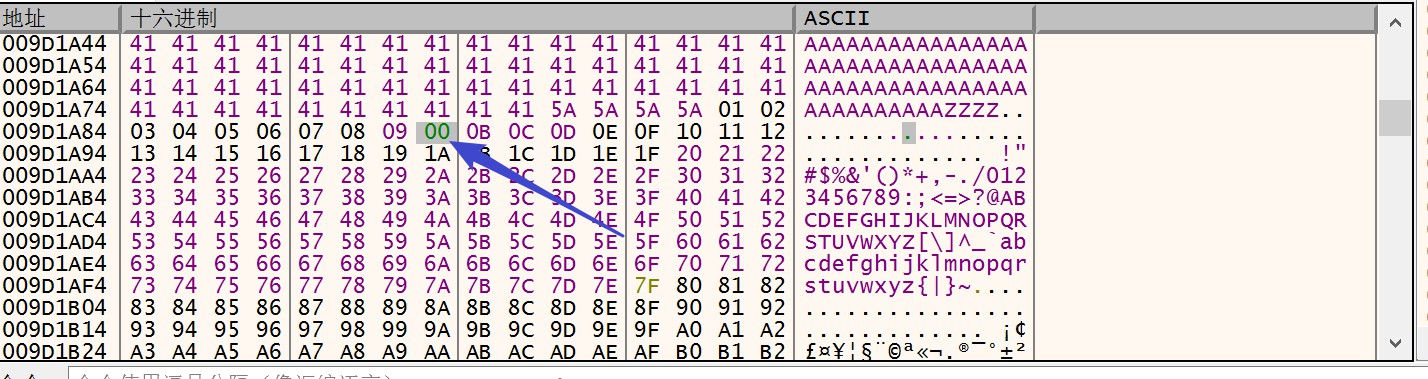 地址 十六进制 ASCII
009D1A44 41 41 41 41 41 41 41 41 41 41 41 41 41 41 41 41 AAAAAAAAAAAAAAAA
009D1A54 41 41 41 41 41 41 41 41 41 41 41 41 41 41 41 41 AAAAAAAAAAAAAAAA
009D1A64 41 41 41 41 41 41 41 41 41 41 41 41 41 41 41 41 AAAAAAAAAAAAAAAA
009D1A74 41 41 41 41 41 41 41 41 41 41 5A 5A 5A 5A 01 02 AAAAAAAAAAZZZZ..
009D1A84 03 04 05 06 07 08 09 00 0B 0C 0D 0E 0F 10 11 12 ................
009D1A94 13 14 15 16 17 18 19 1A 1C 1D 1E 1F 20 21 22 ............. !"
009D1AA4 23 24 25 26 27 28 29 2A 2B 2C 2D 2E 2F 30 31 32 #$%&'()*+,-./012
009D1AB4 33 34 35 36 37 38 39 3A 3B 3C 3D 3E 3F 40 41 42 3456789:;<=>?@AB
009D1AC4 43 44 45 46 47 48 49 4A 4B 4C 4D 4E 4F 50 51 52 CDEFGHIJKLMNOPQR
009D1AD4 53 54 55 56 57 58 59 5A 5B 5C 5D 5E 5F 60 61 62 STUVWXYZ[\]^_`ab
009D1AE4 63 64 65 66 67 68 69 6A 6B 6C 6D 6E 6F 70 71 72 cdefghijklmnopqr
009D1AF4 73 74 75 76 77 78 79 7A 7B 7C 7D 7E 7F 80 81 82 stuvwxyz{|}~....
009D1B04 83 84 85 86 87 88 89 8A 8B 8C 8D 8E 8F 90 91 92 ................
009D1B14 93 94 95 96 97 98 99 9A 9B 9C 9D 9E 9F A0 A1 A2 ............. ¡¢
009D1B24 A3 A4 A5 A6 A7 A8 A9 AA AB AC AD AE AF B0 B1 B2 £¤¥¦§¨©ª«¬.®¯°±²